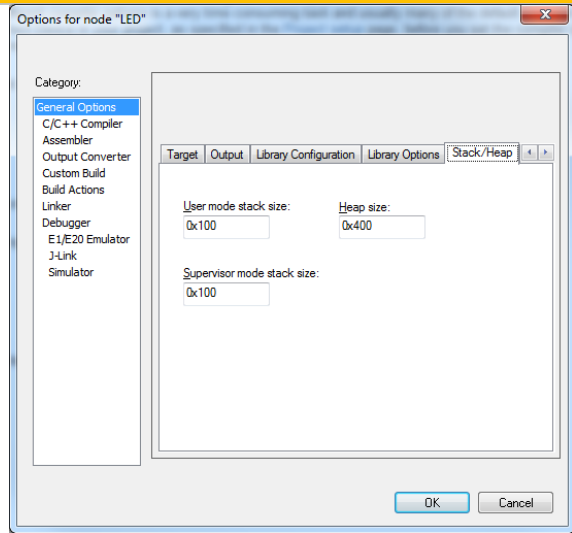 Options for node "LED"
Category:
General Options
C/C++ Compiler
Assembler
Output Converter
Custom Build
Build Actions
Linker
Debugger
E1/E20 Emulator
J-Link
Simulator
Target Output Library Configuration Library Options Stack/Heap
User mode stack size: Heap size:
0x100 0x400
Supervisor mode stack size:
0x100
OK Cancel